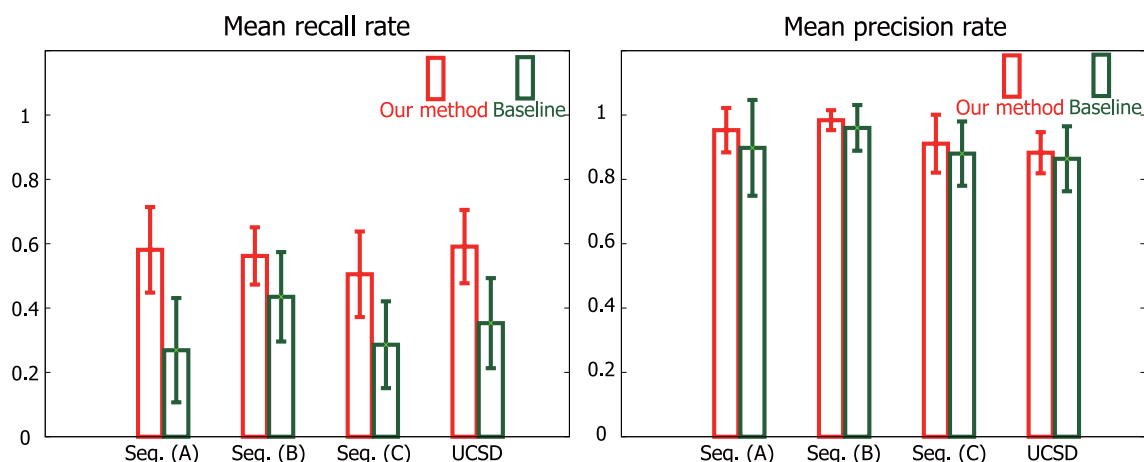 Mean recall rate
Our method Baseline
1
0.8
0.6
0.4
0.2
0
Seq. (A) Seq. (B) Seq. (C) UCSD
Mean precision rate
Our method Baseline
1
0.8
0.6
0.4
0.2
0
Seq. (A) Seq. (B) Seq. (C) UCSD